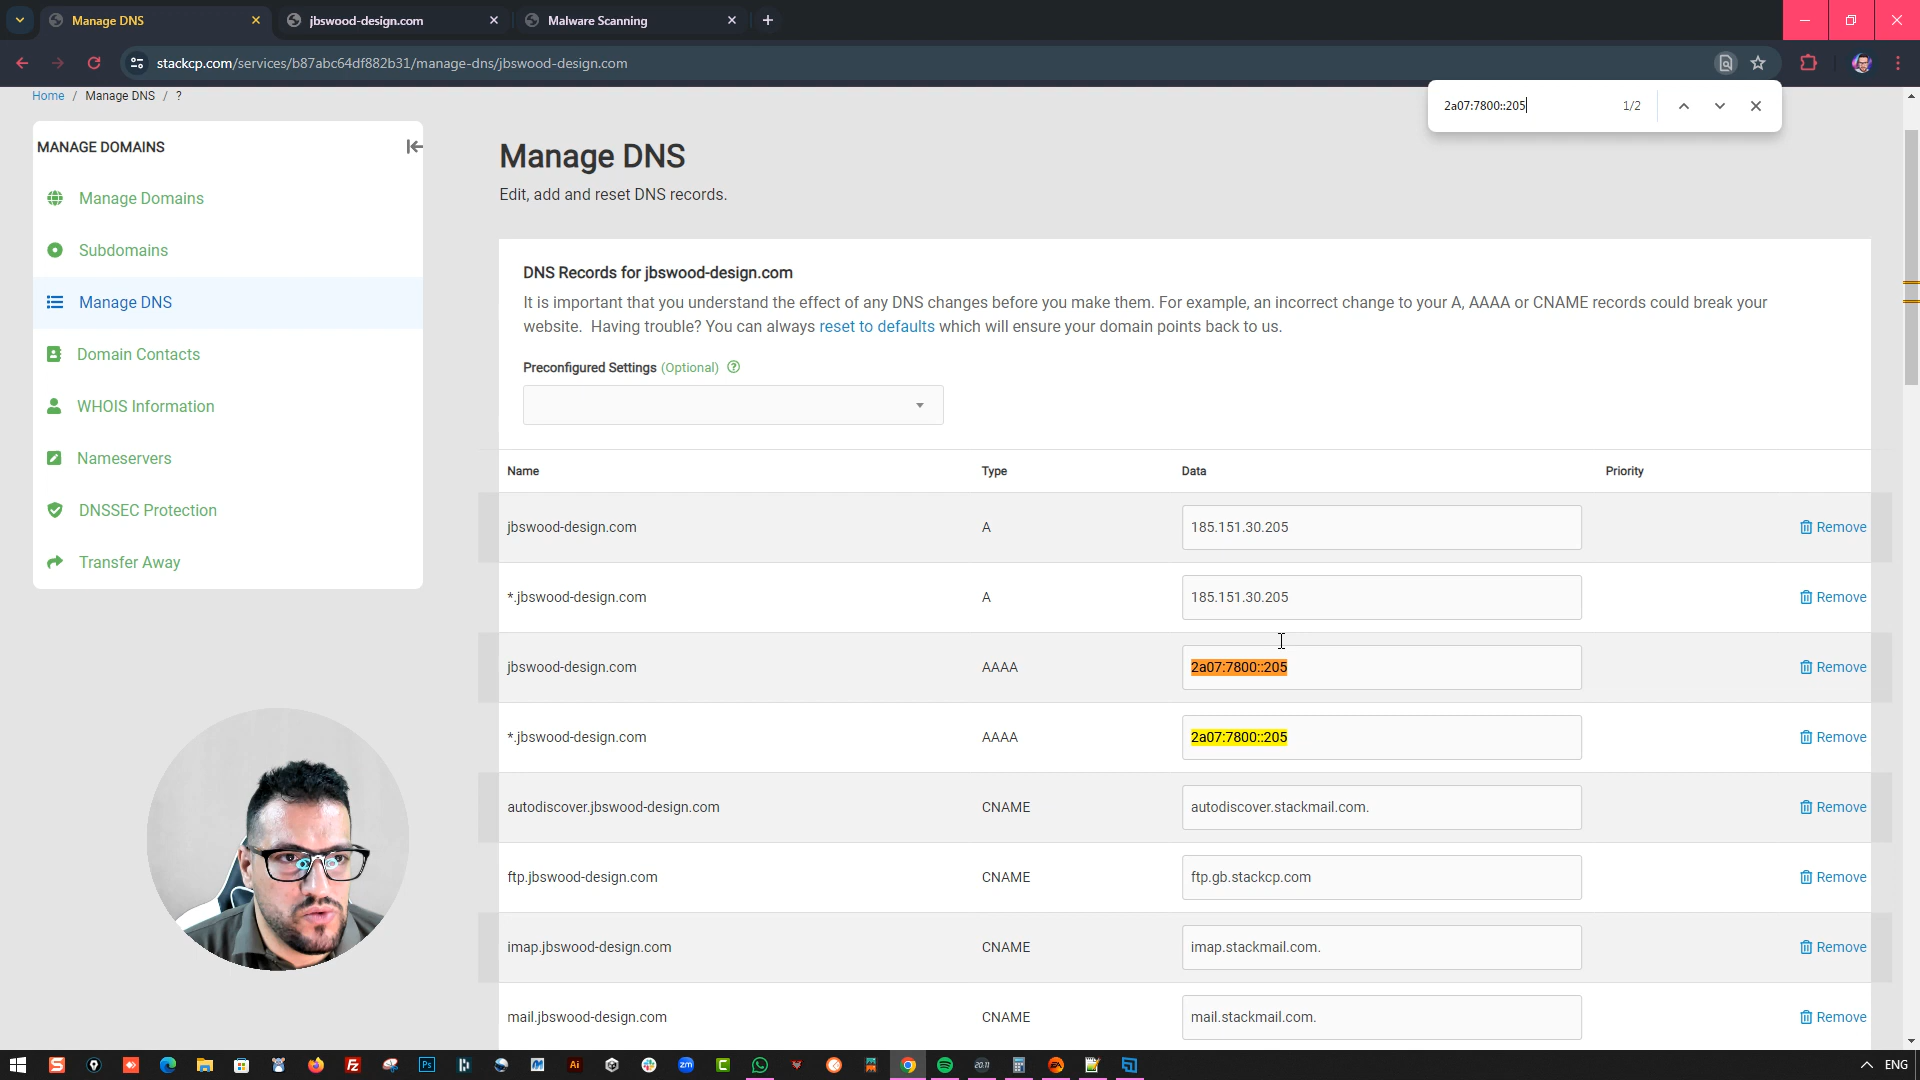 Manage DNS
jbswood-design.com
Malware Scanning
stackcp.com/services/b87abc64df882b31/manage-dns/jbswood-design.com
2a07:7800::205
1/2
Home / Manage DNS / ?
MANAGE DOMAINS
Manage Domains
Subdomains
Manage DNS
Domain Contacts
WHOIS Information
Nameservers
DNSSEC Protection
Transfer Away
Manage DNS
Edit, add and reset DNS records.
DNS Records for jbswood-design.com
It is important that you understand the effect of any DNS changes before you make them. For example, an incorrect change to your A, AAAA or CNAME records could break your
website. Having trouble? You can always reset to defaults which will ensure your domain points back to us.
Preconfigured Settings (Optional) ?
Name Type Data Priority
jbswood-design.com A 185.151.30.205 Remove
*.jbswood-design.com A 185.151.30.205 Remove
jbswood-design.com AAAA 2a07:7800::205 Remove
*.jbswood-design.com AAAA 2a07:7800::205 Remove
autodiscover.jbswood-design.com CNAME autodiscover.stackmail.com. Remove
ftp.jbswood-design.com CNAME ftp.gb.stackcp.com Remove
imap.jbswood-design.com CNAME imap.stackmail.com. Remove
mail.jbswood-design.com CNAME mail.stackmail.com. Remove
Ps
Ai
zm
C
20.11
ENG